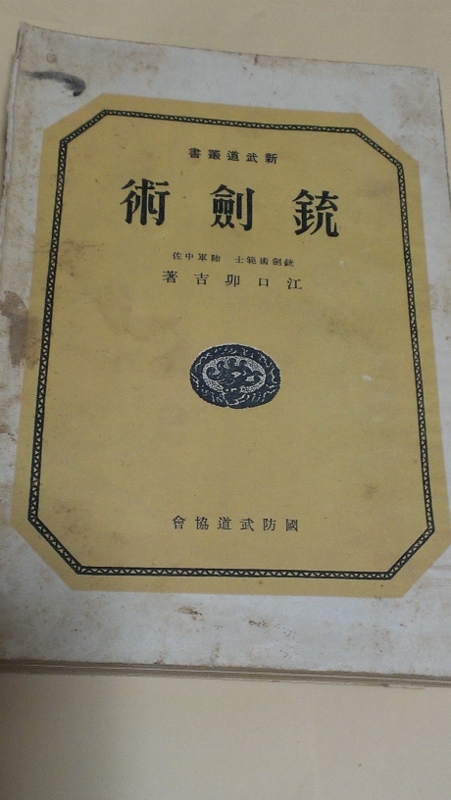 新武道叢書
銃劍術
銃劍術範士 陸軍中佐
江口卯吉著
國防武道協會